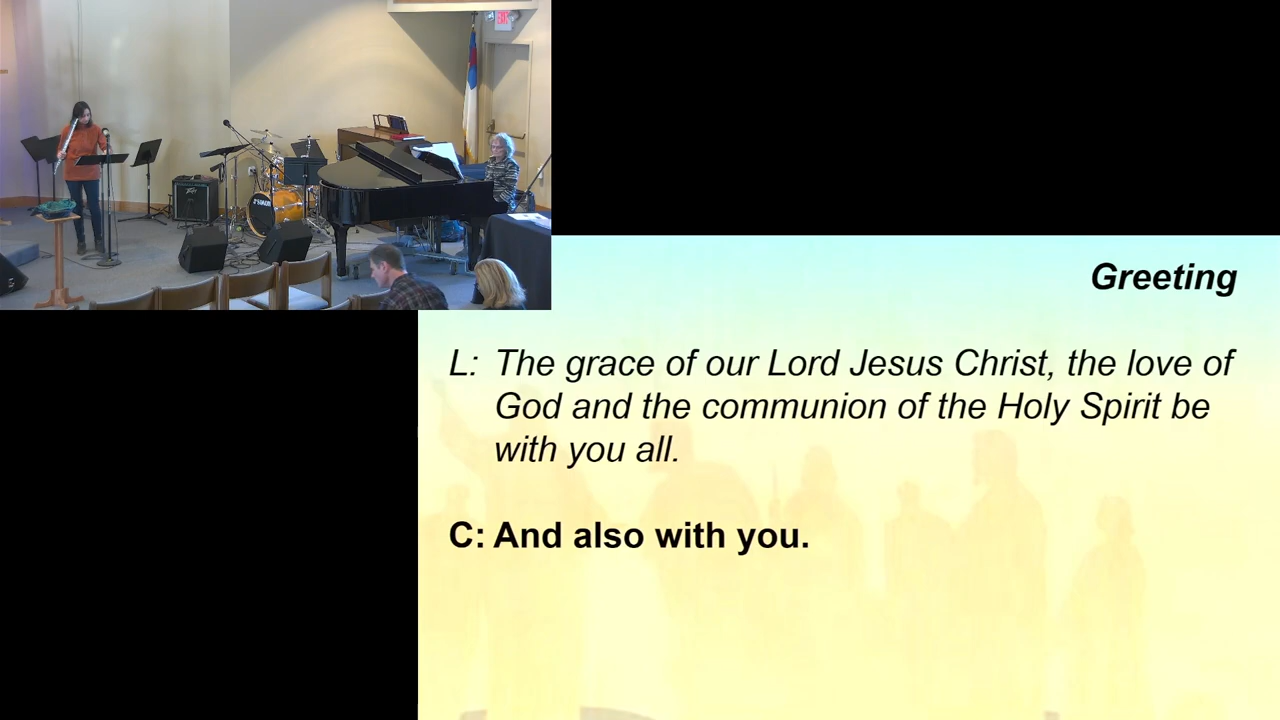 Greeting
L: The grace of our Lord Jesus Christ, the love of
God and the communion of the Holy Spirit be
with you all.
C: And also with you.